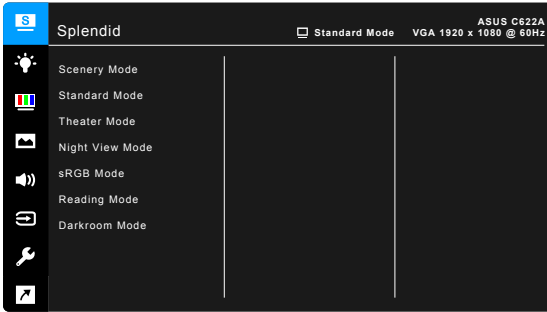 S
Splendid
Standard Mode
ASUS C622A
VGA 1920 x 1080 @ 60Hz
Scenery Mode
Standard Mode
Theater Mode
Night View Mode
sRGB Mode
Reading Mode
Darkroom Mode